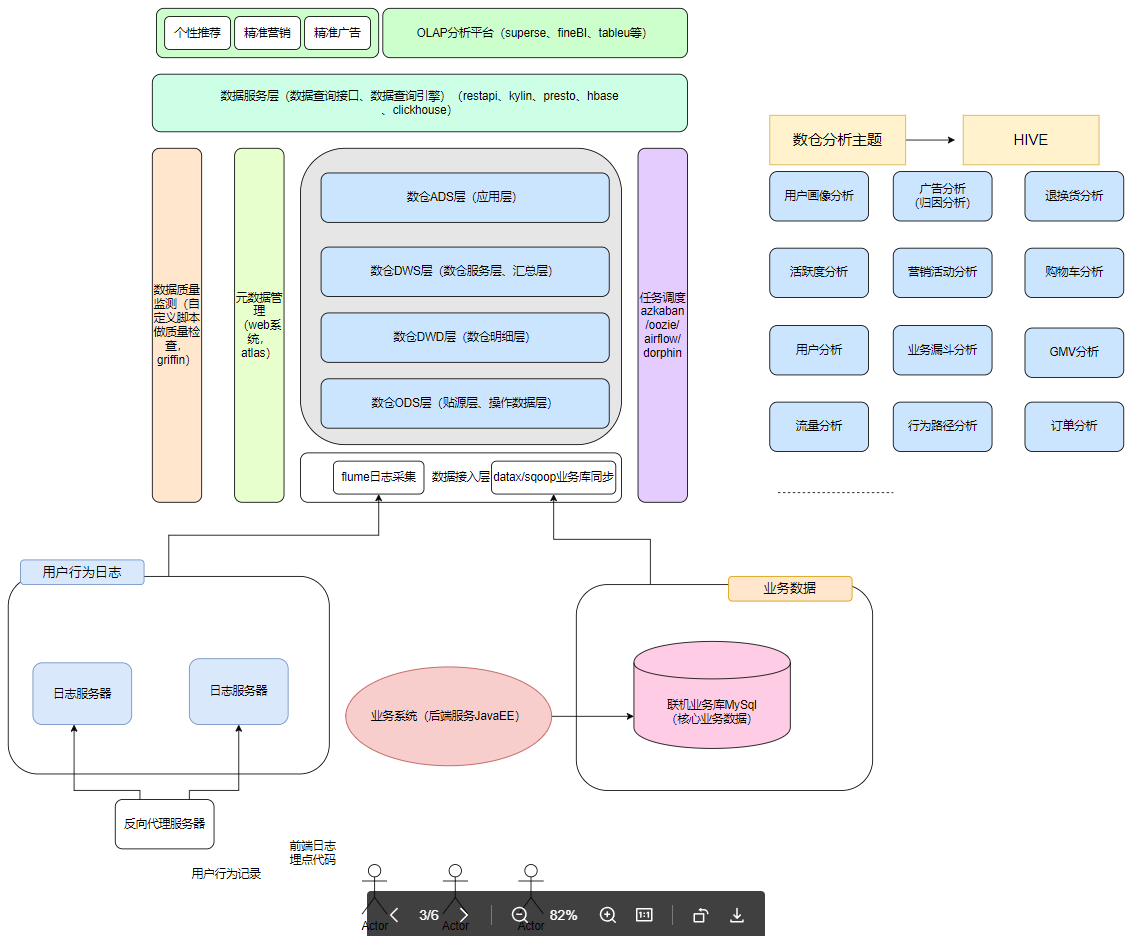 个性推荐
精准营销
精准广告
OLAP分析平台（superse、fineBI、tableu等）
数据服务层（数据查询接口、数据查询引擎）（restapi、kylin、presto、hbase
、clickhouse）
数据质量
监测（自
定义脚本
做质量检
查，
griffin）
元数据管
理
（web系
统，
atlas）
数仓ADS层（应用层）
数仓DWS层（数仓服务层、汇总层）
数仓DWD层（数仓明细层）
数仓ODS层（贴源层、操作数据层）
任务调度
azkaban
/oozie/
airflow/
dorphin
flume日志采集
数据接入层
datax/sqoop业务库同步
数仓分析主题
HIVE
用户画像分析
广告分析
（归因分析）
退换货分析
活跃度分析
营销活动分析
购物车分析
用户分析
业务漏斗分析
GMV分析
流量分析
行为路径分析
订单分析
用户行为日志
日志服务器
日志服务器
反向代理服务器
业务系统（后端服务JavaEE）
业务数据
联机业务库MySql
（核心业务数据）
前端日志
埋点代码
用户行为记录
3/6
82%
1:1
Actor
Actor
Actor